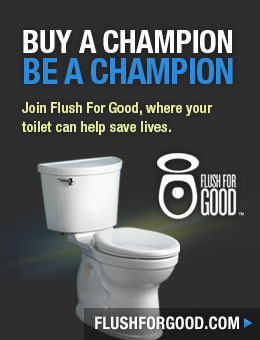 BUY A CHAMPION
BE A CHAMPION
Join Flush For Good, where your
toilet can help save lives.
FLUSH FOR
GOOD™
FLUSHFORGOOD.COM